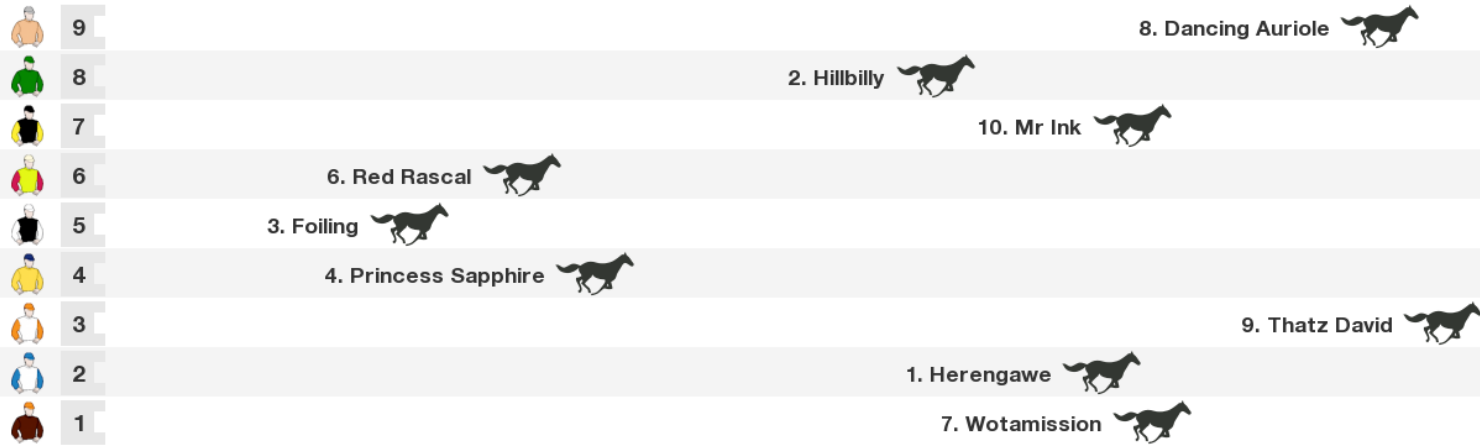 9 8. Dancing Auriole
8 2. Hillbilly
7 10. Mr Ink
6 6. Red Rascal
5 3. Foiling
4 4. Princess Sapphire
3 9. Thatz David
2 1. Herengawe
1 7. Wotamission